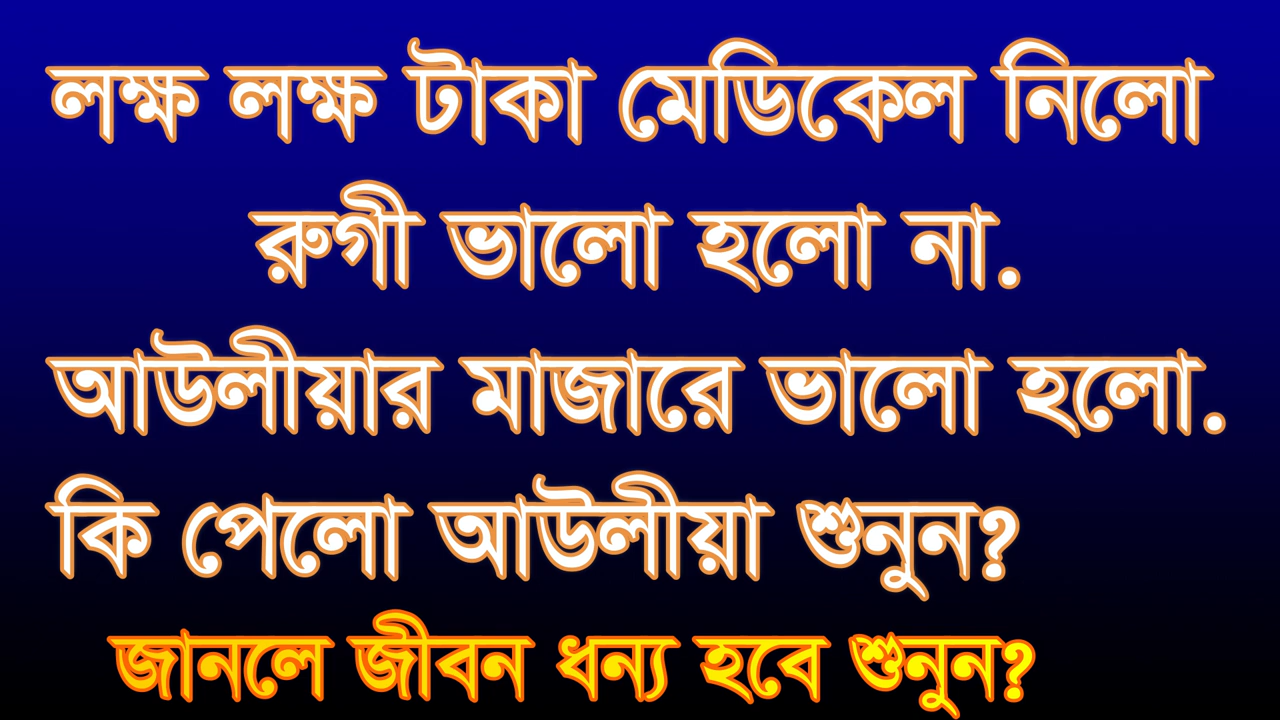 লক্ষ লক্ষ টাকা মেডিকেল নিলো
রুগী ভালো হলো না.
আউলীয়ার মাজারে ভালো হলো.
কি পেলো আউলীয়া শুনুন?
জানলে জীবন ধন্য হবে শুনুন?